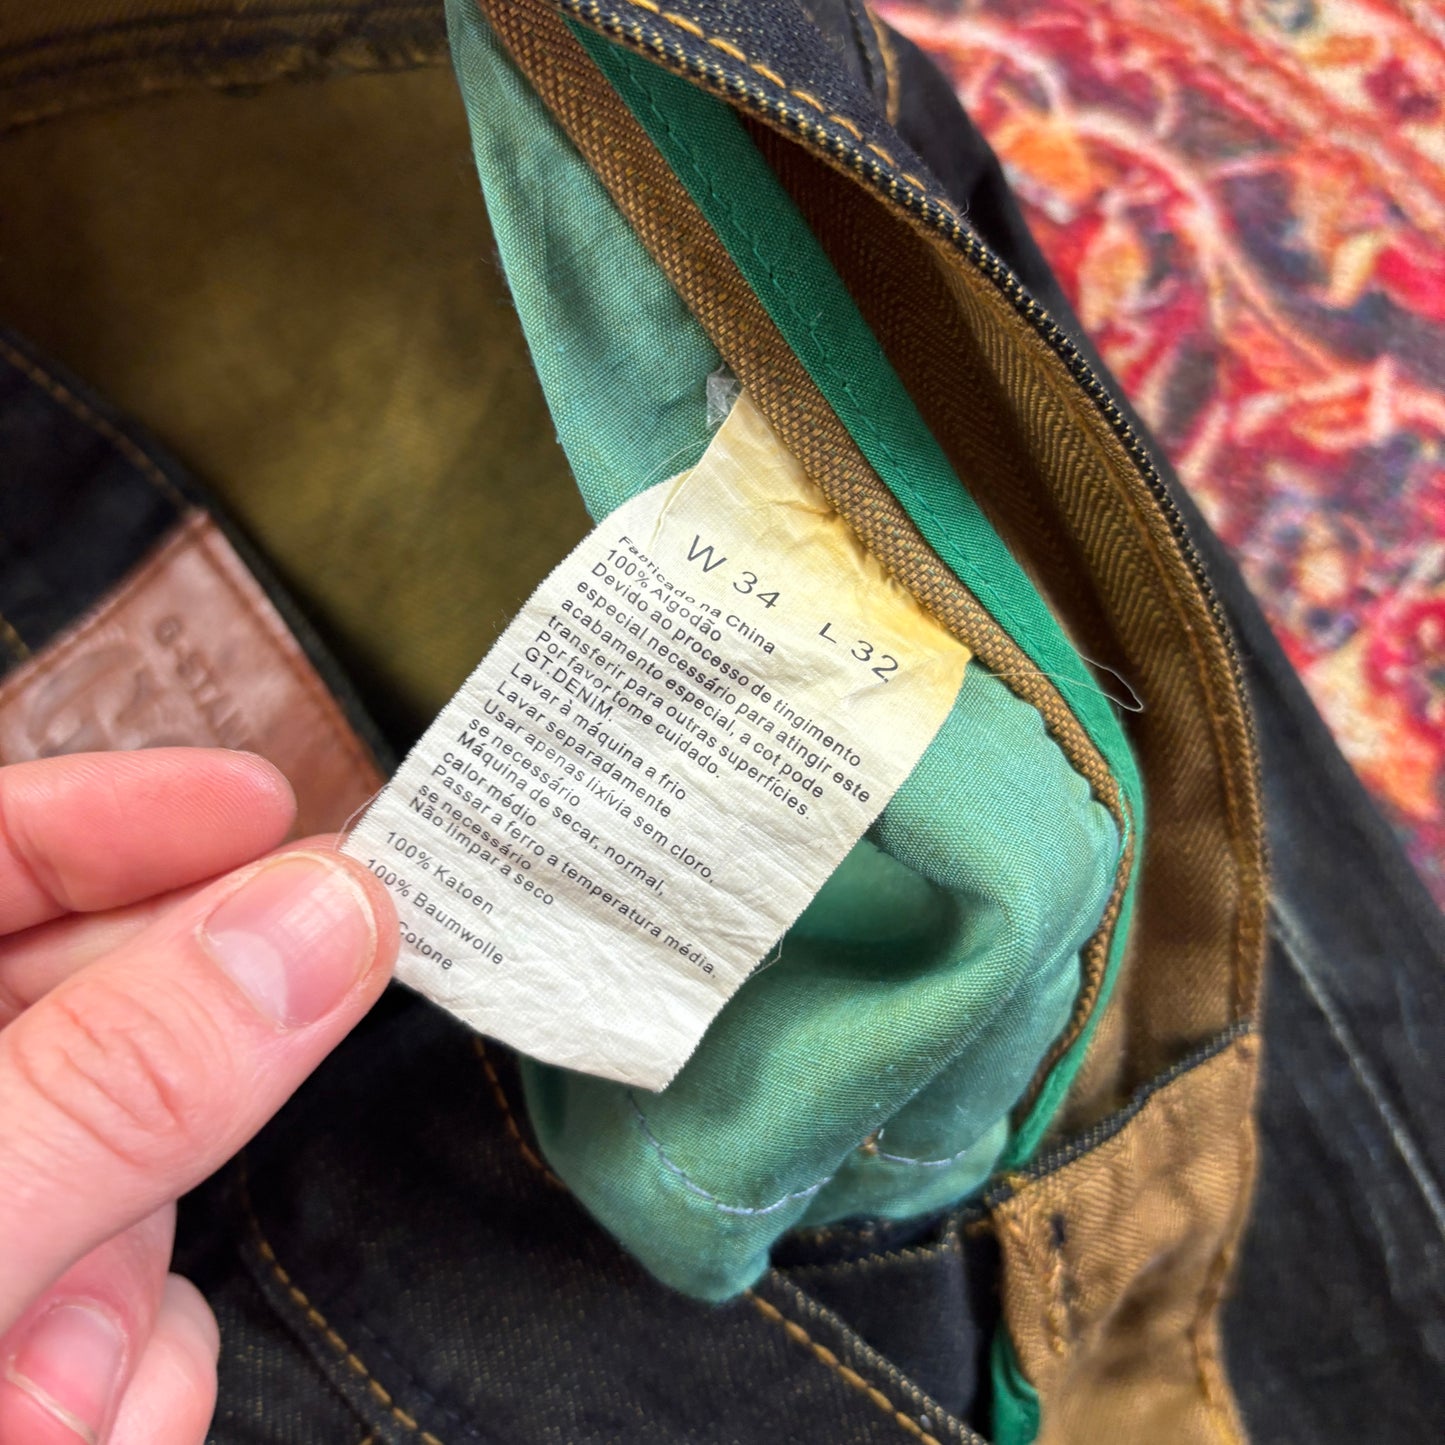 W 34 L 32
Fabricado na China
100% Algodão
Devido ao processo de tingimento
especial necessário para atingir este
acabamento especial, a cot pode
transferir para outras superfícies.
Por favor tome cuidado.
GT.DENIM.
Lavar à máquina a frio
Lavar separadamente
Usar apenas lixívia sem cloro,
se necessário
Máquina de secar, normal,
calor médio
Passar a ferro a temperatura média,
se necessário
Não limpar a seco
100% Katoen
100% Baumwolle
Cotone
G-STAR